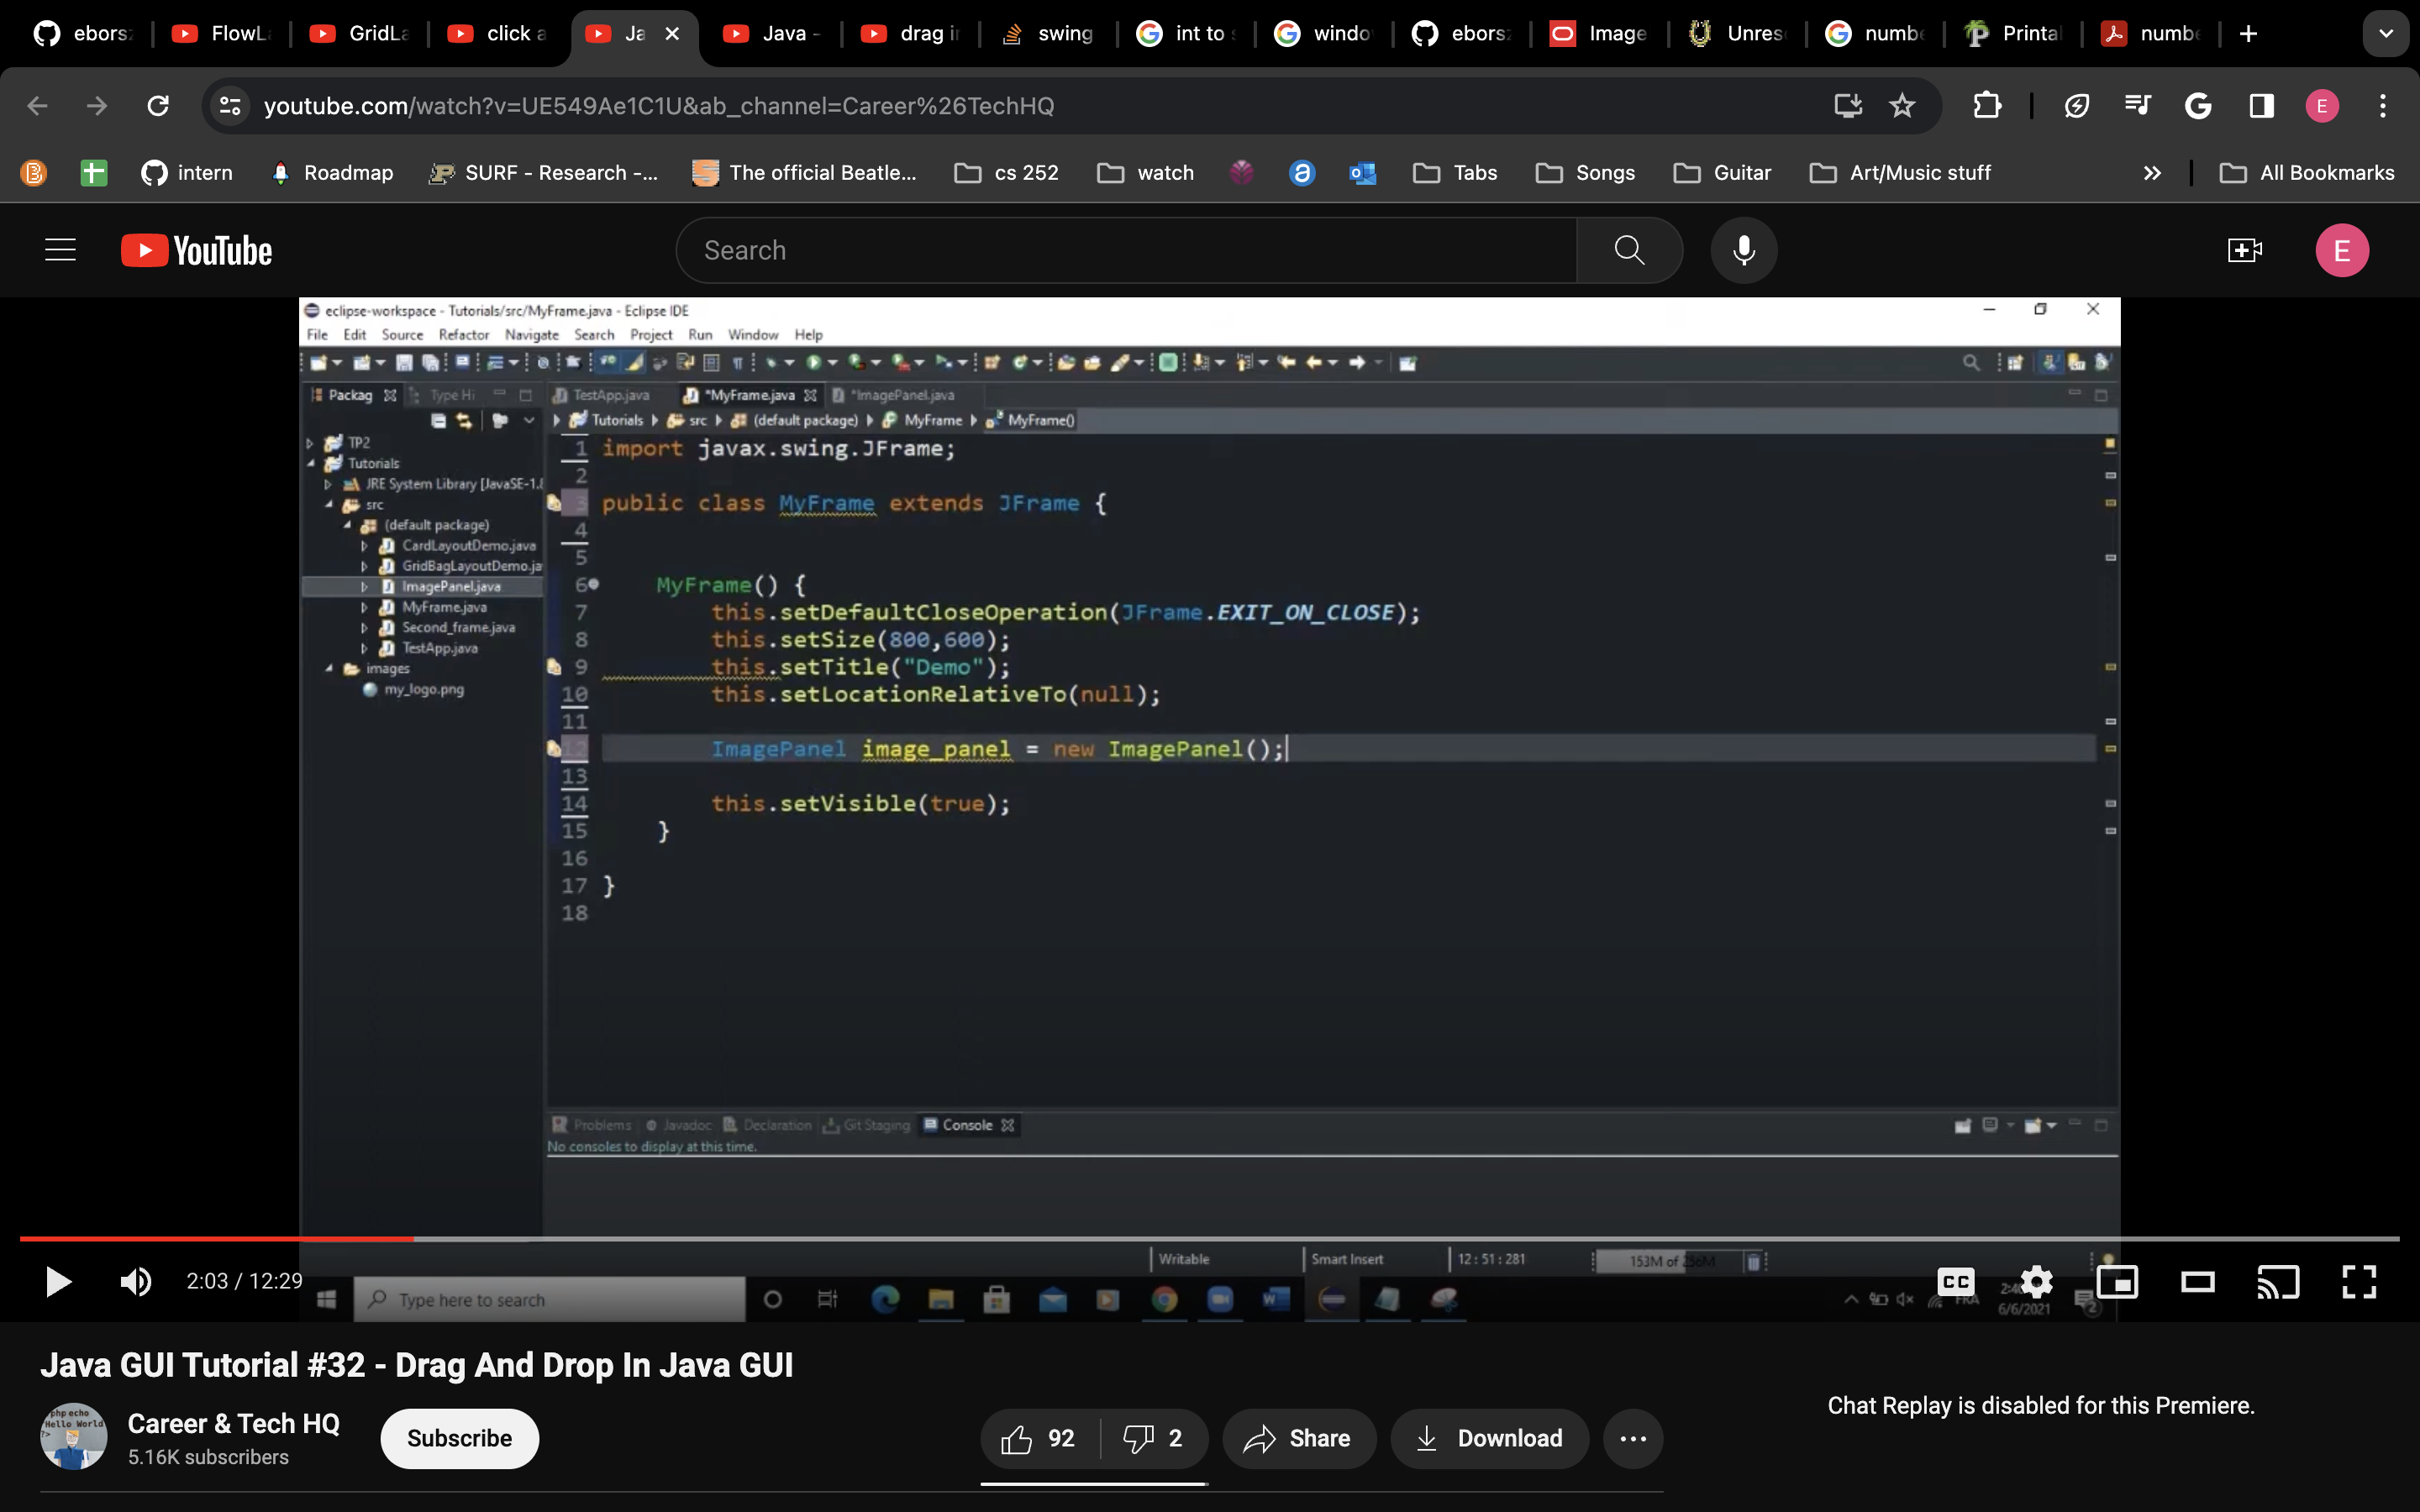 ebors
FlowL
GridLa
click a
Ja
Java -
drag i
swing
int to
windo
ebors
Image
Unres
numbe
Printa
numbe
youtube.com/watch?v=UE549Ae1C1U&ab_channel=Career%26TechHQ
E
intern
Roadmap
SURF - Research -...
The official Beatle...
cs 252
watch
Tabs
Songs
Guitar
Art/Music stuff
All Bookmarks
YouTube
Search
E
eclipse-workspace - Tutorials/src/MyFrame.java - Eclipse IDE
File Edit Source Refactor Navigate Search Project Run Window Help
Packag
Type Hi
TestApp.java
*MyFrame.java
*ImagePanel.java
Tutorials
src
(default package)
MyFrame
MyFrame()
TP2
Tutorials
JRE System Library [JavaSE-1.8
src
(default package)
CardLayoutDemo.java
GridBagLayoutDemo.ja
ImagePanel.java
MyFrame.java
Second_frame.java
TestApp.java
images
my_logo.png
1 import javax.swing.JFrame;
2
3 public class MyFrame extends JFrame {
4
5
6 MyFrame() {
7 this.setDefaultCloseOperation(JFrame.EXIT_ON_CLOSE);
8 this.setSize(800,600);
9 this.setTitle("Demo");
10 this.setLocationRelativeTo(null);
11
12 ImagePanel image_panel = new ImagePanel();
13
14 this.setVisible(true);
15 }
16
17 }
18
Problems
Javadoc
Declaration
Git Staging
Console
No consoles to display at this time.
Writable
Smart Insert
12 : 51 : 281
153M of 256M
2:03 / 12:29
Type here to search
CC
FRA
6/6/2021
2
Java GUI Tutorial #32 - Drag And Drop In Java GUI
php echo
Hello World
?>
Career & Tech HQ
5.16K subscribers
Subscribe
92
2
Share
Download
Chat Replay is disabled for this Premiere.